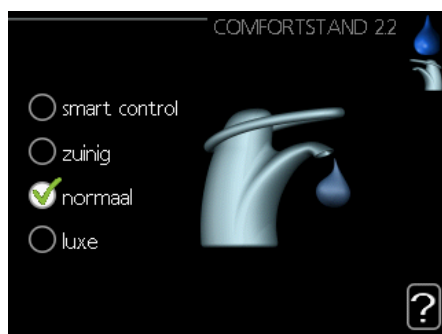 COMFORTSTAND 2.2
smart control
zuinig
normaal
luxe
?